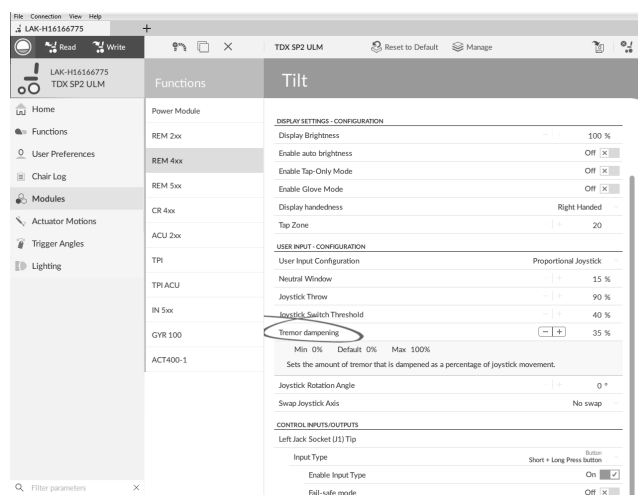 File Connection View Help
LAK-H16166775 +
Read Write TDX SP2 ULM Reset to Default Manage
LAK-H16166775
TDX SP2 ULM
Functions
Tilt
Home
Functions
User Preferences
Chair Log
Modules
Actuator Motions
Trigger Angles
Lighting
Filter parameters
Power Module
REM 2xx
REM 4xx
REM 5xx
CR 4xx
ACU 2xx
TPI
TPI ACU
IN 5xx
GYR 100
ACT400-1
DISPLAY SETTINGS - CONFIGURATION
Display Brightness − + 100 %
Enable auto brightness Off ×
Enable Tap-Only Mode Off ×
Enable Glove Mode Off ×
Display handedness Right Handed
Tap Zone − + 20
USER INPUT - CONFIGURATION
User Input Configuration Proportional Joystick
Neutral Window − + 15 %
Joystick Throw − + 90 %
Joystick Switch Threshold − + 40 %
Tremor dampening − + 35 %
Min 0% Default 0% Max 100%
Sets the amount of tremor that is dampened as a percentage of joystick movement.
Joystick Rotation Angle − + 0 °
Swap Joystick Axis No swap
CONTROL INPUTS/OUTPUTS
Left Jack Socket (J1) Tip
Input Type Button
Short + Long Press button
Enable Input Type On ✓
Fail-safe mode Off ×